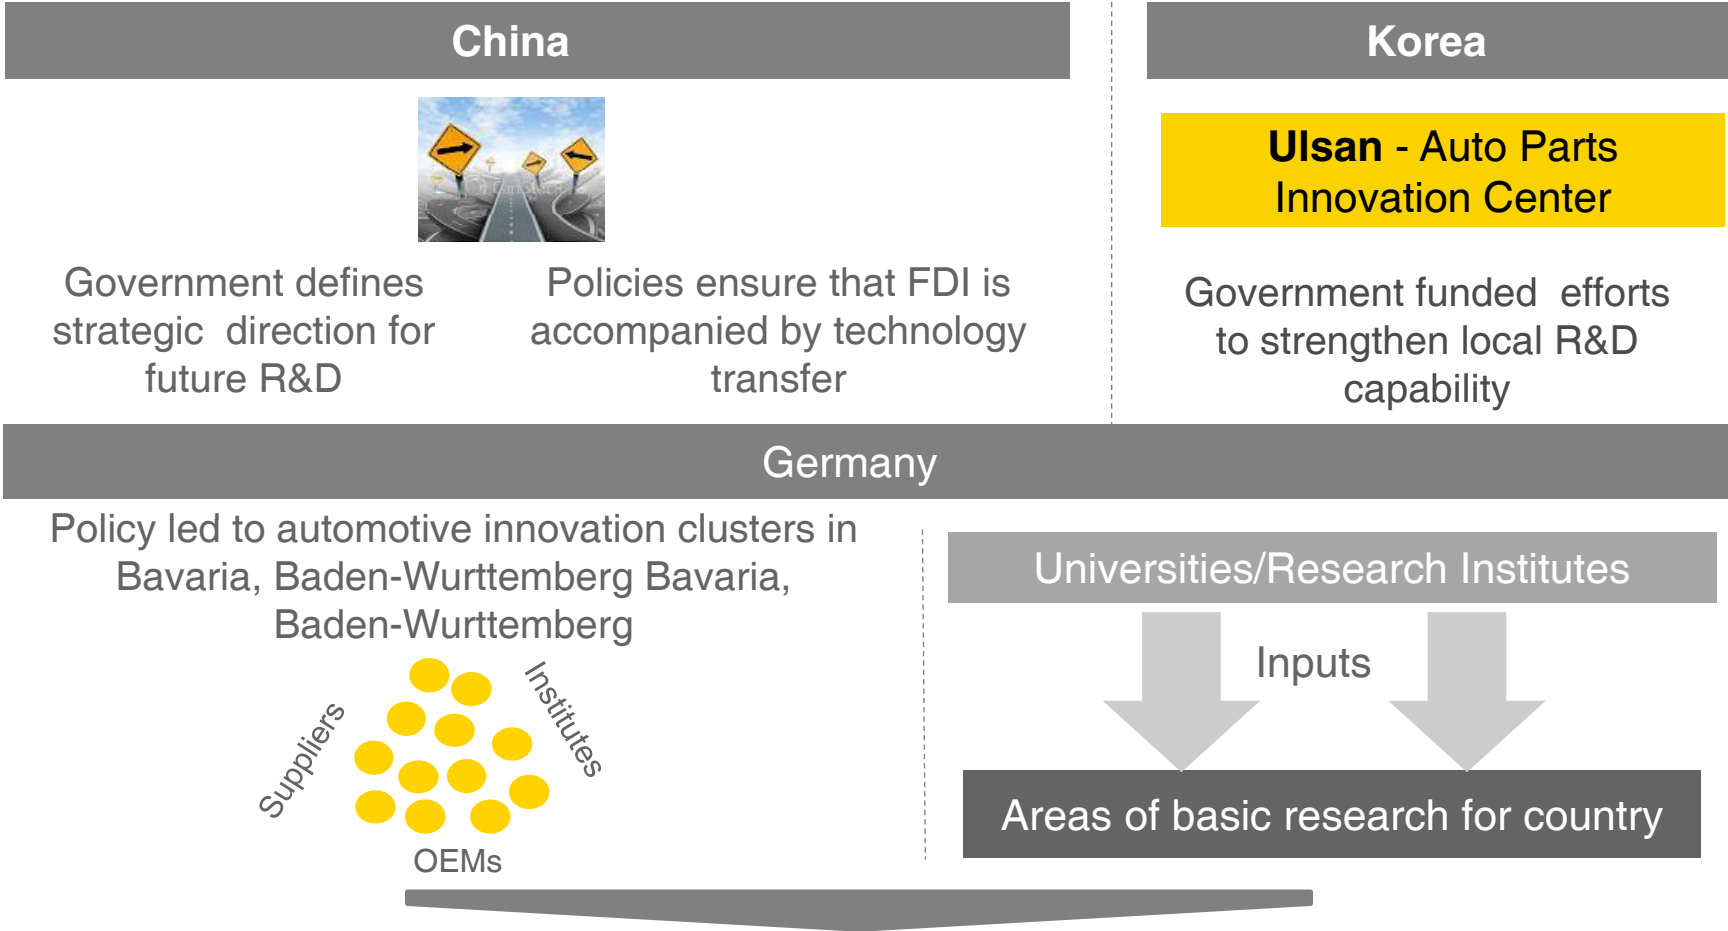 China
Korea
Ulsan - Auto Parts
Innovation Center
Government defines
strategic direction for
future R&D
Policies ensure that FDI is
accompanied by technology
transfer
Government funded efforts
to strengthen local R&D
capability
Germany
Policy led to automotive innovation clusters in
Bavaria, Baden-Wurttemberg Bavaria,
Baden-Wurttemberg
Suppliers
Institutes
OEMs
Universities/Research Institutes
Inputs
Areas of basic research for country